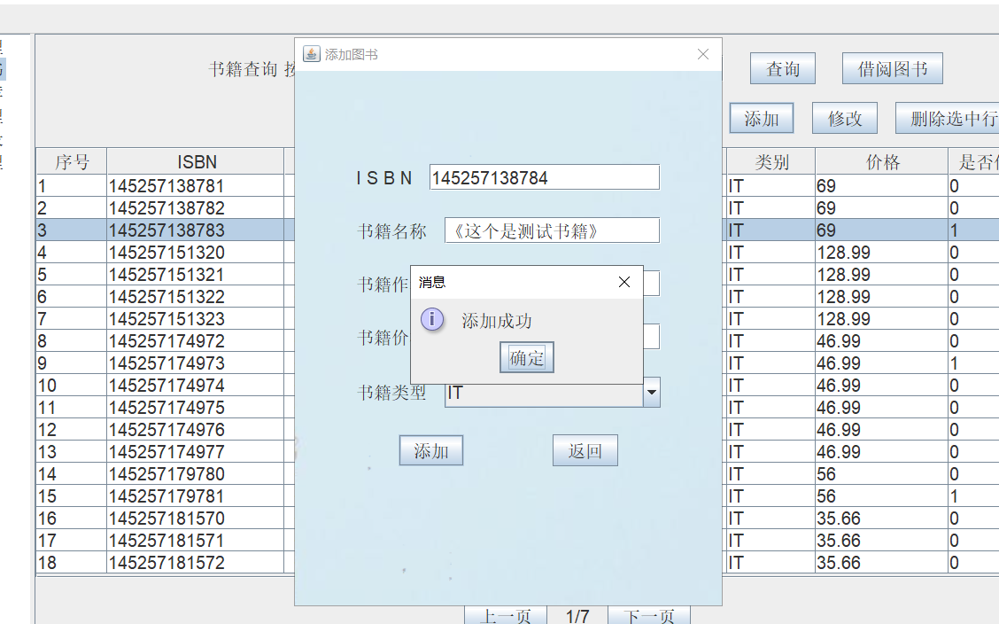 添加图书
书籍查询
查询
借阅图书
添加
修改
删除选中行
序号 ISBN 类别 价格
1 145257138781 IT 69 0
2 145257138782 IT 69 0
3 145257138783 IT 69 1
4 145257151320 IT 128.99 0
5 145257151321 IT 128.99 0
6 145257151322 IT 128.99 0
7 145257151323 IT 128.99 0
8 145257174972 IT 46.99 0
9 145257174973 IT 46.99 1
10 145257174974 IT 46.99 0
11 145257174975 IT 46.99 0
12 145257174976 IT 46.99 0
13 145257174977 IT 46.99 0
14 145257179780 IT 56 0
15 145257179781 IT 56 1
16 145257181570 IT 35.66 0
17 145257181571 IT 35.66 0
18 145257181572 IT 35.66 0
ISBN 145257138784
书籍名称 《这个是测试书籍》
书籍作
书籍价
书籍类型 IT
消息
添加成功
确定
添加
返回
上一页 1/7 下一页